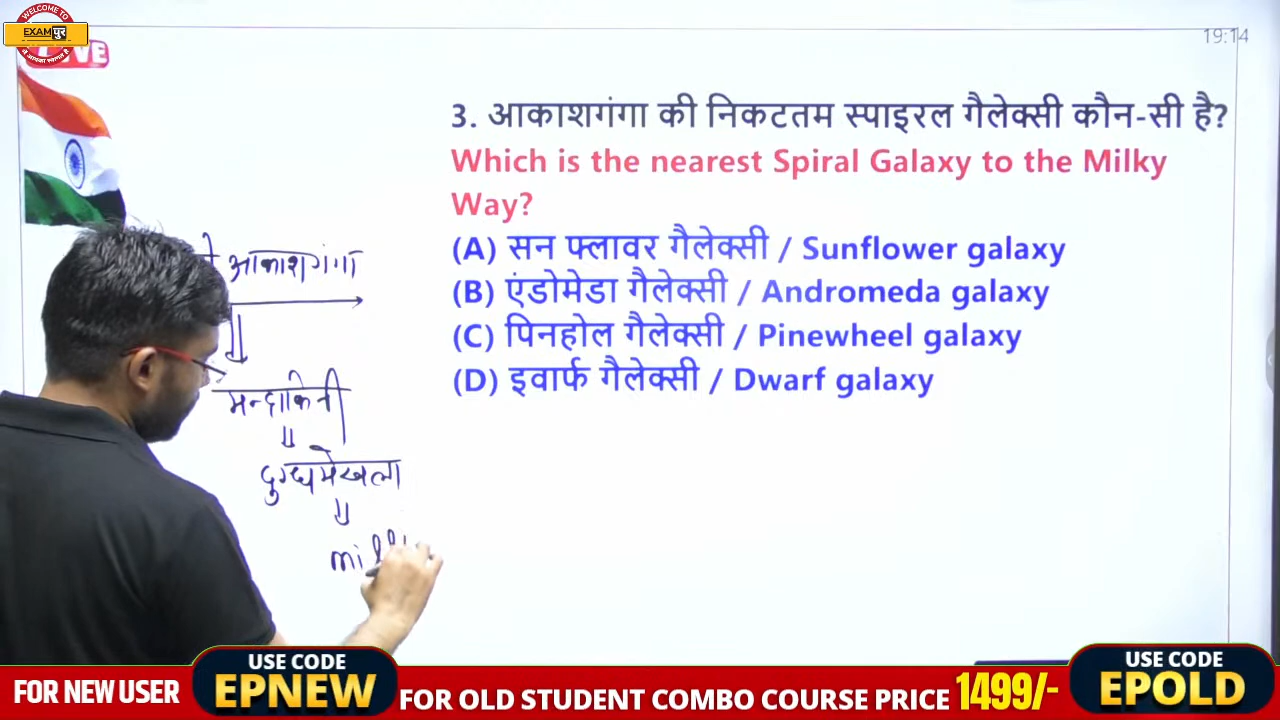 WELCOME TO
EXAMपुर
19:14
3. आकाशगंगा की निकटतम स्पाइरल गैलेक्सी कौन-सी है?
Which is the nearest Spiral Galaxy to the Milky
Way?
(A) सन फ्लावर गैलेक्सी / Sunflower galaxy
(B) एंडोमेडा गैलेक्सी / Andromeda galaxy
(C) पिनहोल गैलेक्सी / Pinewheel galaxy
(D) इवार्फ गैलेक्सी / Dwarf galaxy
आकाशगंगा
मन्दाकिनी
दुग्धमेखला
FOR NEW USER
USE CODE
EPNEW
FOR OLD STUDENT COMBO COURSE PRICE 1499/-
USE CODE
EPOLD